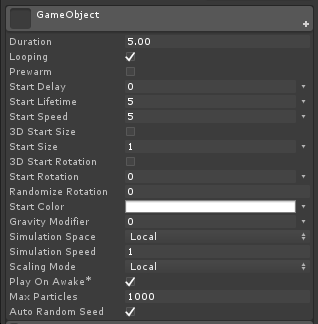 GameObject
+
Duration 5.00
Looping
Prewarm
Start Delay 0
Start Lifetime 5
Start Speed 5
3D Start Size
Start Size 1
3D Start Rotation
Start Rotation 0
Randomize Rotation 0
Start Color
Gravity Modifier 0
Simulation Space Local
Simulation Speed 1
Scaling Mode Local
Play On Awake*
Max Particles 1000
Auto Random Seed